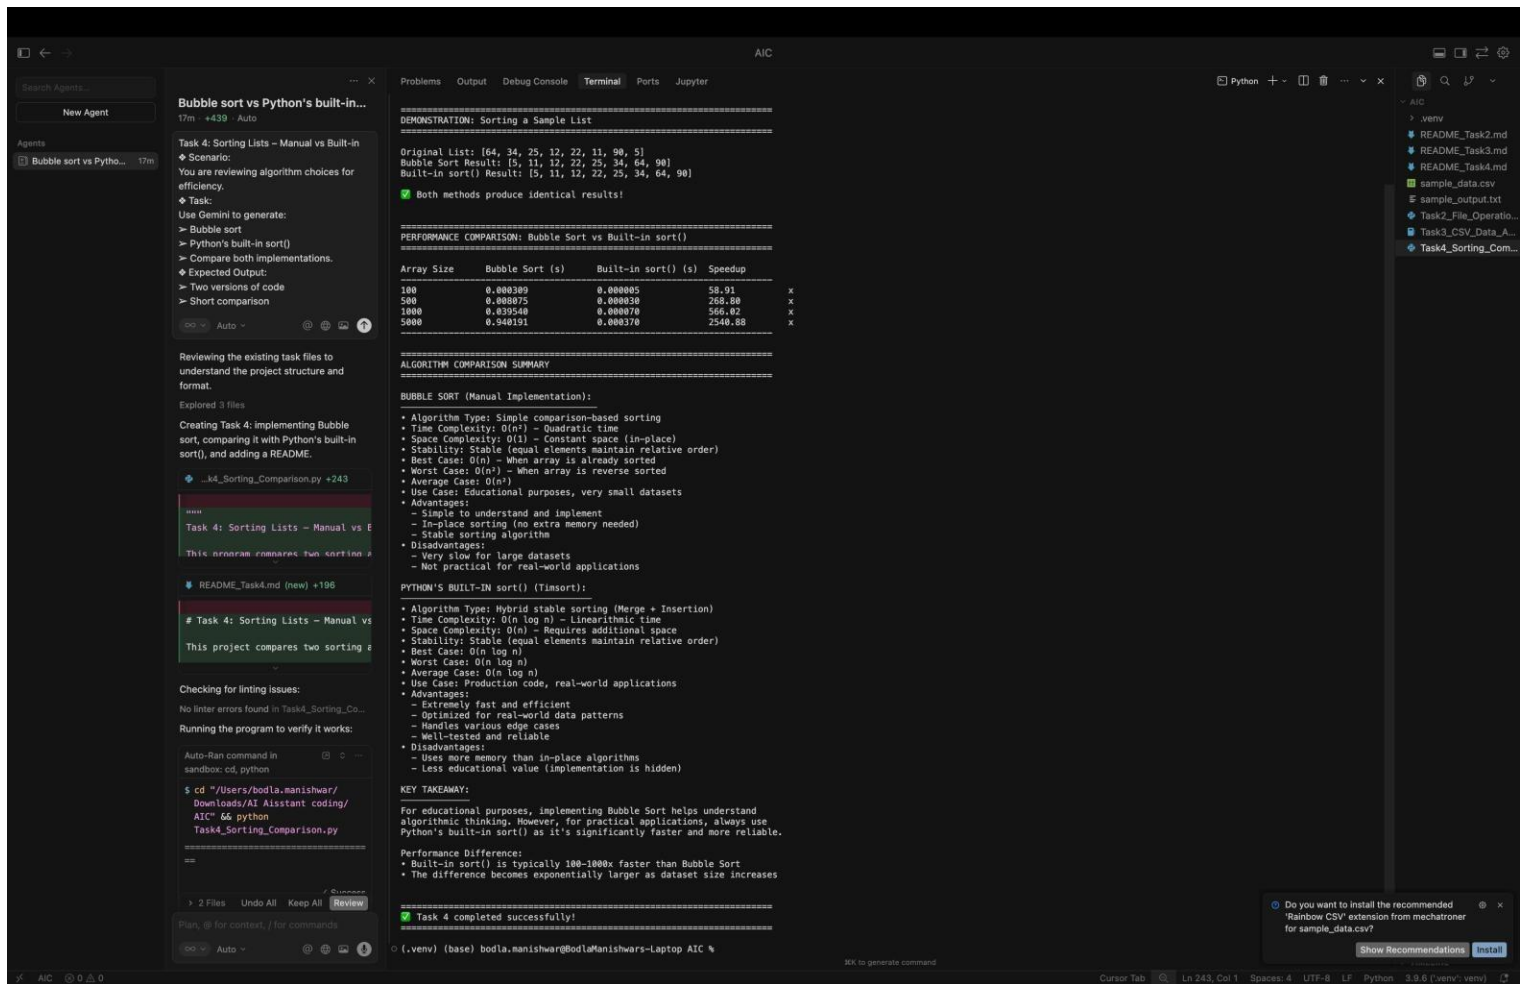 AIC
Search Agents...
New Agent
Agents
Bubble sort vs Pytho... 17m
Bubble sort vs Python's built-in...
17m · +439 · Auto
Task 4: Sorting Lists – Manual vs Built-in
❖ Scenario:
You are reviewing algorithm choices for
efficiency.
❖ Task:
Use Gemini to generate:
➢ Bubble sort
➢ Python's built-in sort()
➢ Compare both implementations.
❖ Expected Output:
➢ Two versions of code
➢ Short comparison
Auto
Reviewing the existing task files to
understand the project structure and
format.
Explored 3 files
Creating Task 4: implementing Bubble
sort, comparing it with Python's built-in
sort(), and adding a README.
...k4_Sorting_Comparison.py +243
"""
Task 4: Sorting Lists – Manual vs B
This program compares two sorting a
README_Task4.md (new) +196
# Task 4: Sorting Lists – Manual vs
This project compares two sorting a
Checking for linting issues:
No linter errors found in Task4_Sorting_Co...
Running the program to verify it works:
Auto-Ran command in
sandbox: cd, python
$ cd "/Users/bodla.manishwar/
Downloads/AI Aisstant coding/
AIC" && python
Task4_Sorting_Comparison.py
==================================
==
✓ Success
> 2 Files Undo All Keep All Review
Plan, @ for context, / for commands
Auto
Problems Output Debug Console Terminal Ports Jupyter
Python
======================================================================
DEMONSTRATION: Sorting a Sample List
======================================================================
Original List: [64, 34, 25, 12, 22, 11, 90, 5]
Bubble Sort Result: [5, 11, 12, 22, 25, 34, 64, 90]
Built-in sort() Result: [5, 11, 12, 22, 25, 34, 64, 90]
✅ Both methods produce identical results!
======================================================================
PERFORMANCE COMPARISON: Bubble Sort vs Built-in sort()
======================================================================
Array Size Bubble Sort (s) Built-in sort() (s) Speedup
100 0.000309 0.000005 58.91 x
500 0.008075 0.000030 268.80 x
1000 0.039540 0.000070 566.02 x
5000 0.940191 0.000370 2540.88 x
======================================================================
ALGORITHM COMPARISON SUMMARY
======================================================================
BUBBLE SORT (Manual Implementation):
• Algorithm Type: Simple comparison-based sorting
• Time Complexity: O(n²) – Quadratic time
• Space Complexity: O(1) – Constant space (in-place)
• Stability: Stable (equal elements maintain relative order)
• Best Case: O(n) – When array is already sorted
• Worst Case: O(n²) – When array is reverse sorted
• Average Case: O(n²)
• Use Case: Educational purposes, very small datasets
• Advantages:
– Simple to understand and implement
– In-place sorting (no extra memory needed)
– Stable sorting algorithm
• Disadvantages:
– Very slow for large datasets
– Not practical for real-world applications
PYTHON'S BUILT-IN sort() (Timsort):
• Algorithm Type: Hybrid stable sorting (Merge + Insertion)
• Time Complexity: O(n log n) – Linearithmic time
• Space Complexity: O(n) – Requires additional space
• Stability: Stable (equal elements maintain relative order)
• Best Case: O(n log n)
• Worst Case: O(n log n)
• Average Case: O(n log n)
• Use Case: Production code, real-world applications
• Advantages:
– Extremely fast and efficient
– Optimized for real-world data patterns
– Handles various edge cases
– Well-tested and reliable
• Disadvantages:
– Uses more memory than in-place algorithms
– Less educational value (implementation is hidden)
KEY TAKEAWAY:
For educational purposes, implementing Bubble Sort helps understand
algorithmic thinking. However, for practical applications, always use
Python's built-in sort() as it's significantly faster and more reliable.
Performance Difference:
• Built-in sort() is typically 100-1000x faster than Bubble Sort
• The difference becomes exponentially larger as dataset size increases
======================================================================
✅ Task 4 completed successfully!
======================================================================
(.venv) (base) bodla.manishwar@BodlaManishwars-Laptop AIC %
⌘K to generate command
AIC
.venv
README_Task2.md
README_Task3.md
README_Task4.md
sample_data.csv
sample_output.txt
Task2_File_Operatio...
Task3_CSV_Data_A...
Task4_Sorting_Com...
Do you want to install the recommended
'Rainbow CSV' extension from mechatroner
for sample_data.csv?
Show Recommendations Install
AIC 0 0
Cursor Tab Ln 243, Col 1 Spaces: 4 UTF-8 LF Python 3.9.6 ('.venv': venv)